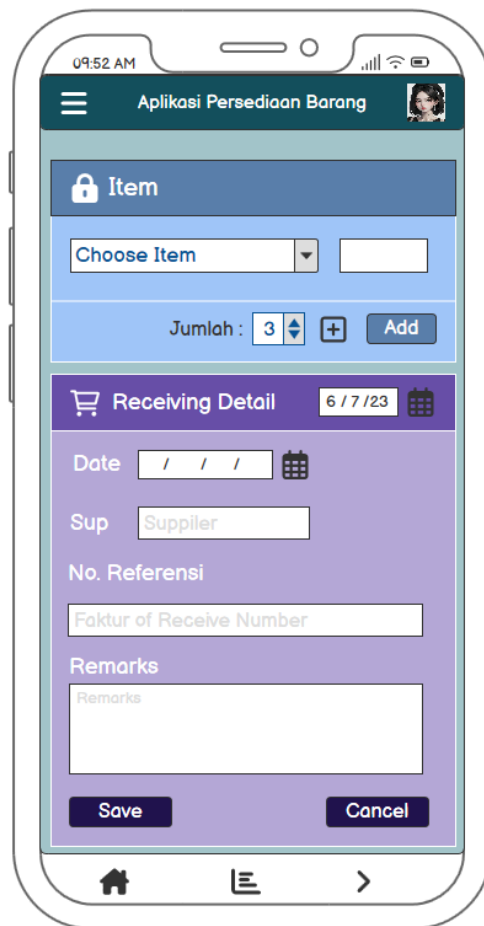 09:52 AM
Aplikasi Persediaan Barang
Item
Choose Item
Jumlah : 3 Add
Receiving Detail 6 / 7 /23
Date / / /
Sup Suppiler
No. Referensi
Faktur of Receive Number
Remarks
Remarks
Save Cancel